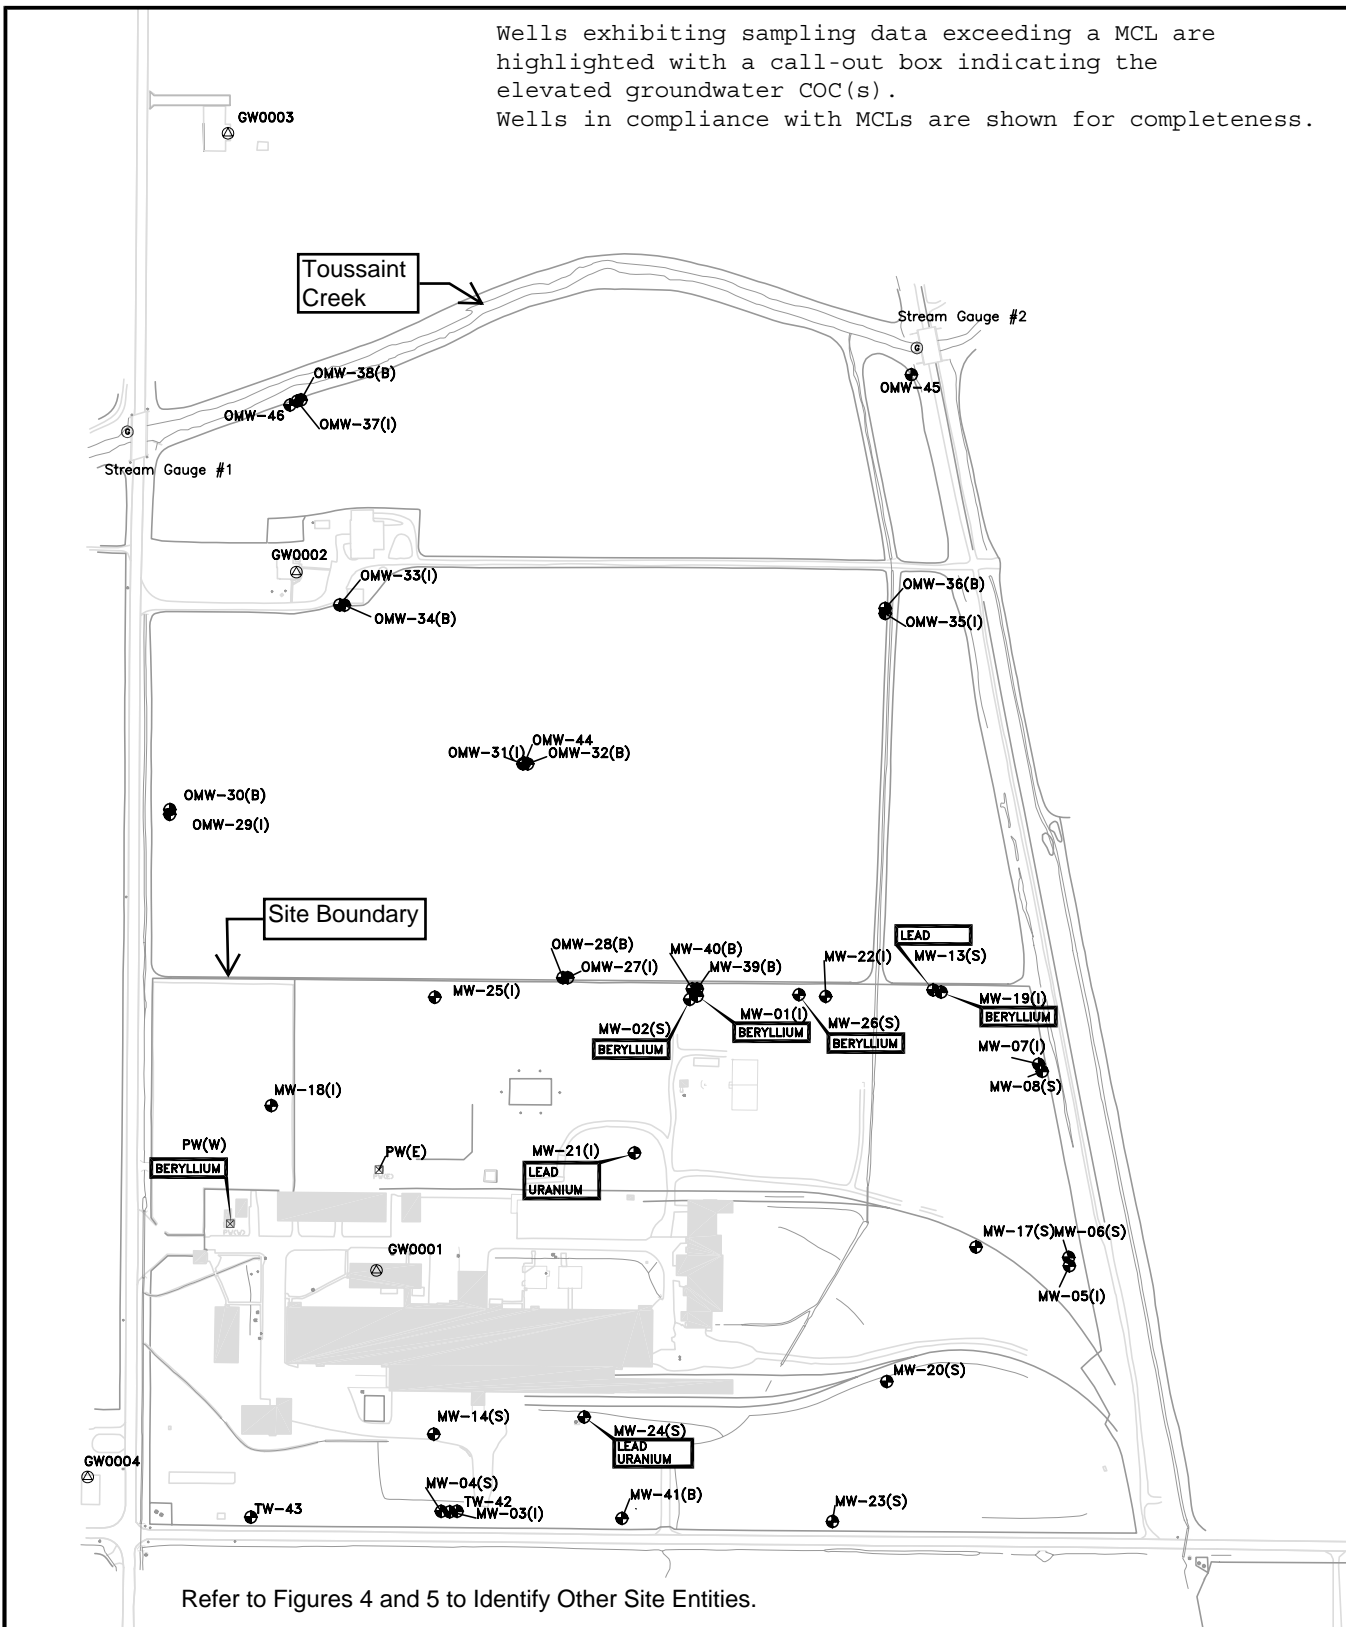 Wells exhibiting sampling data exceeding a MCL are
highlighted with a call-out box indicating the
elevated groundwater COC(s).
Wells in compliance with MCLs are shown for completeness.
GW0003
Toussaint
Creek
Stream Gauge #2
G
OMW-38(B)
OMW-45
OMW-46
OMW-37(I)
G
Stream Gauge #1
GW0002
OMW-33(I)
OMW-36(B)
OMW-34(B)
OMW-35(I)
OMW-44
OMW-31(I)
OMW-32(B)
OMW-30(B)
OMW-29(I)
Site Boundary
LEAD
OMW-28(B)
MW-40(B)
MW-22(I)
MW-13(S)
OMW-27(I)
MW-39(B)
MW-25(I)
MW-19(I)
BERYLLIUM
MW-01(I)
BERYLLIUM
MW-26(S)
BERYLLIUM
MW-02(S)
BERYLLIUM
MW-07(I)
MW-08(S)
MW-18(I)
PW(W)
BERYLLIUM
PW(E)
MW-21(I)
LEAD
URANIUM
MW-17(S)
MW-06(S)
GW0001
MW-05(I)
MW-20(S)
MW-14(S)
MW-24(S)
LEAD
URANIUM
GW0004
MW-04(S)
TW-42
MW-03(I)
TW-43
MW-41(B)
MW-23(S)
Refer to Figures 4 and 5 to Identify Other Site Entities.